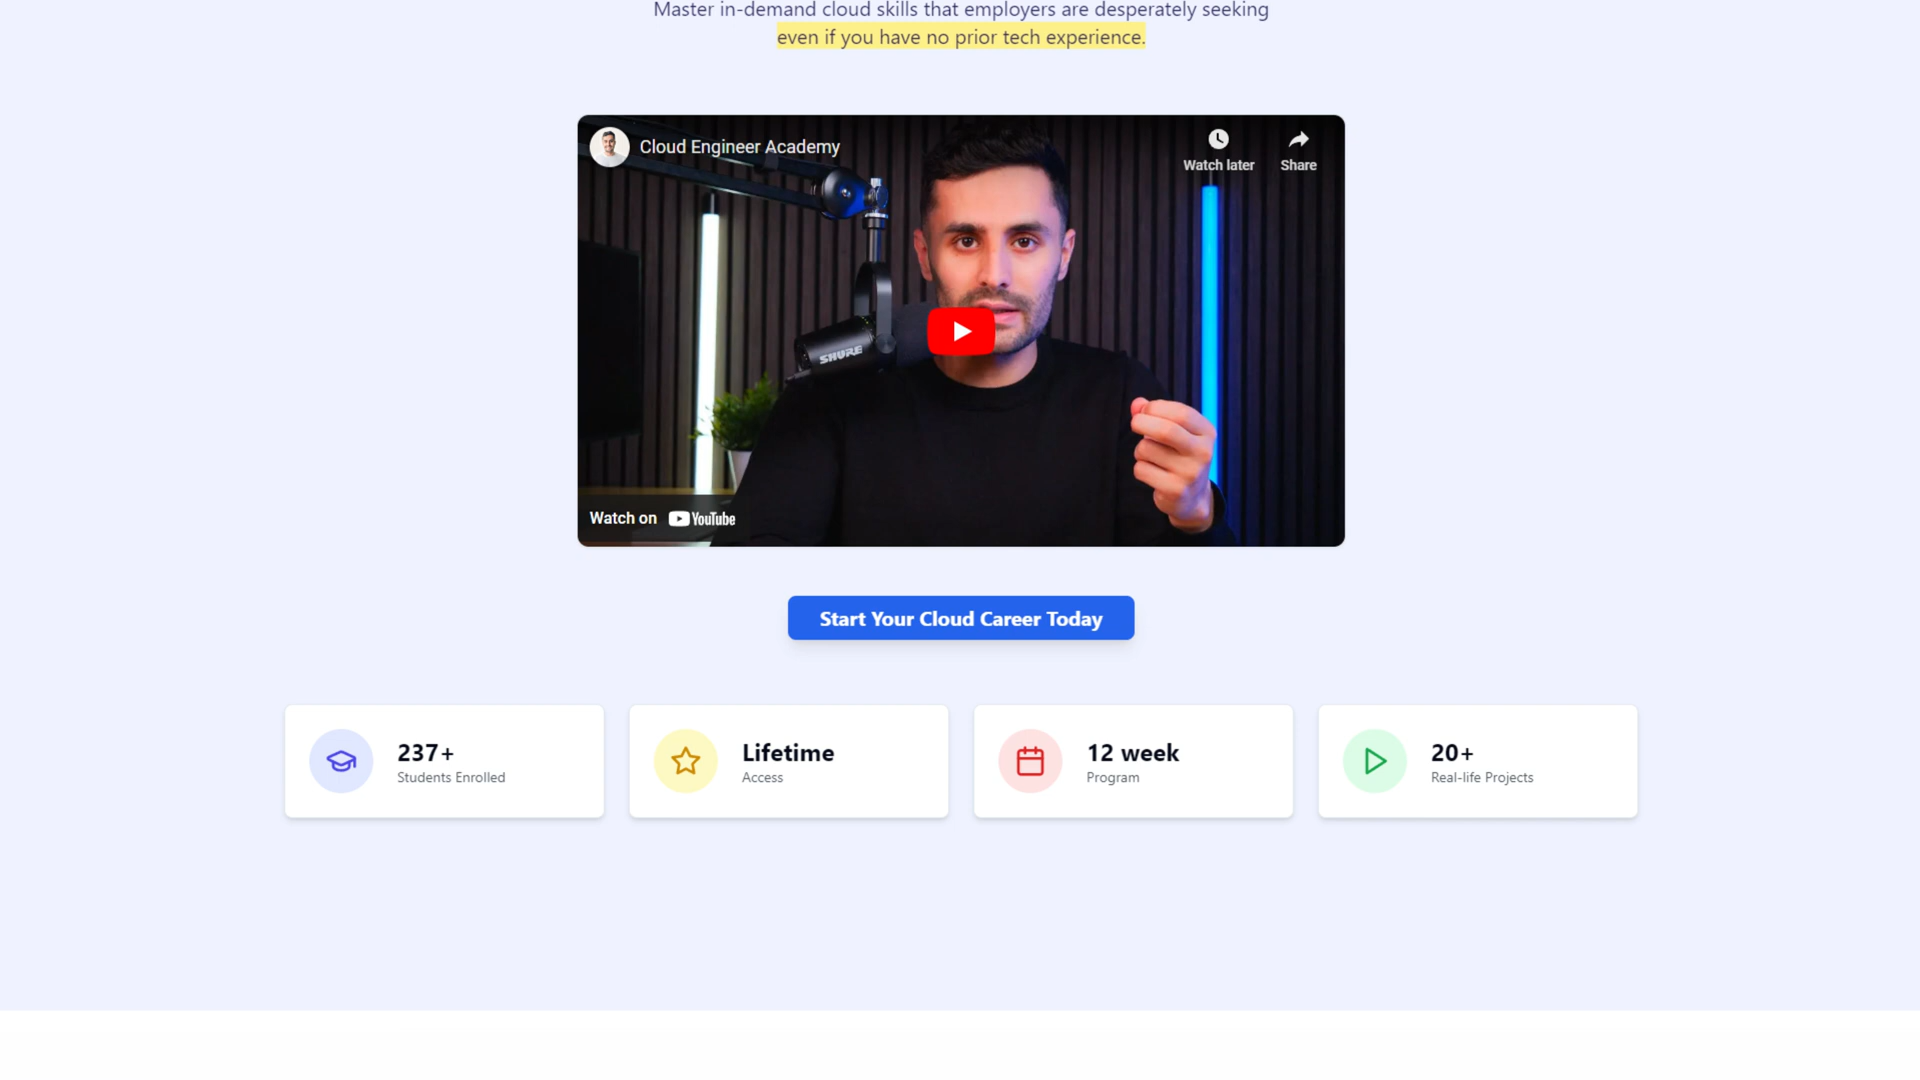 Master in-demand cloud skills that employers are desperately seeking
even if you have no prior tech experience.
Cloud Engineer Academy
Watch later
Share
SHURE
Watch on YouTube
Start Your Cloud Career Today
237+
Students Enrolled
Lifetime
Access
12 week
Program
20+
Real-life Projects